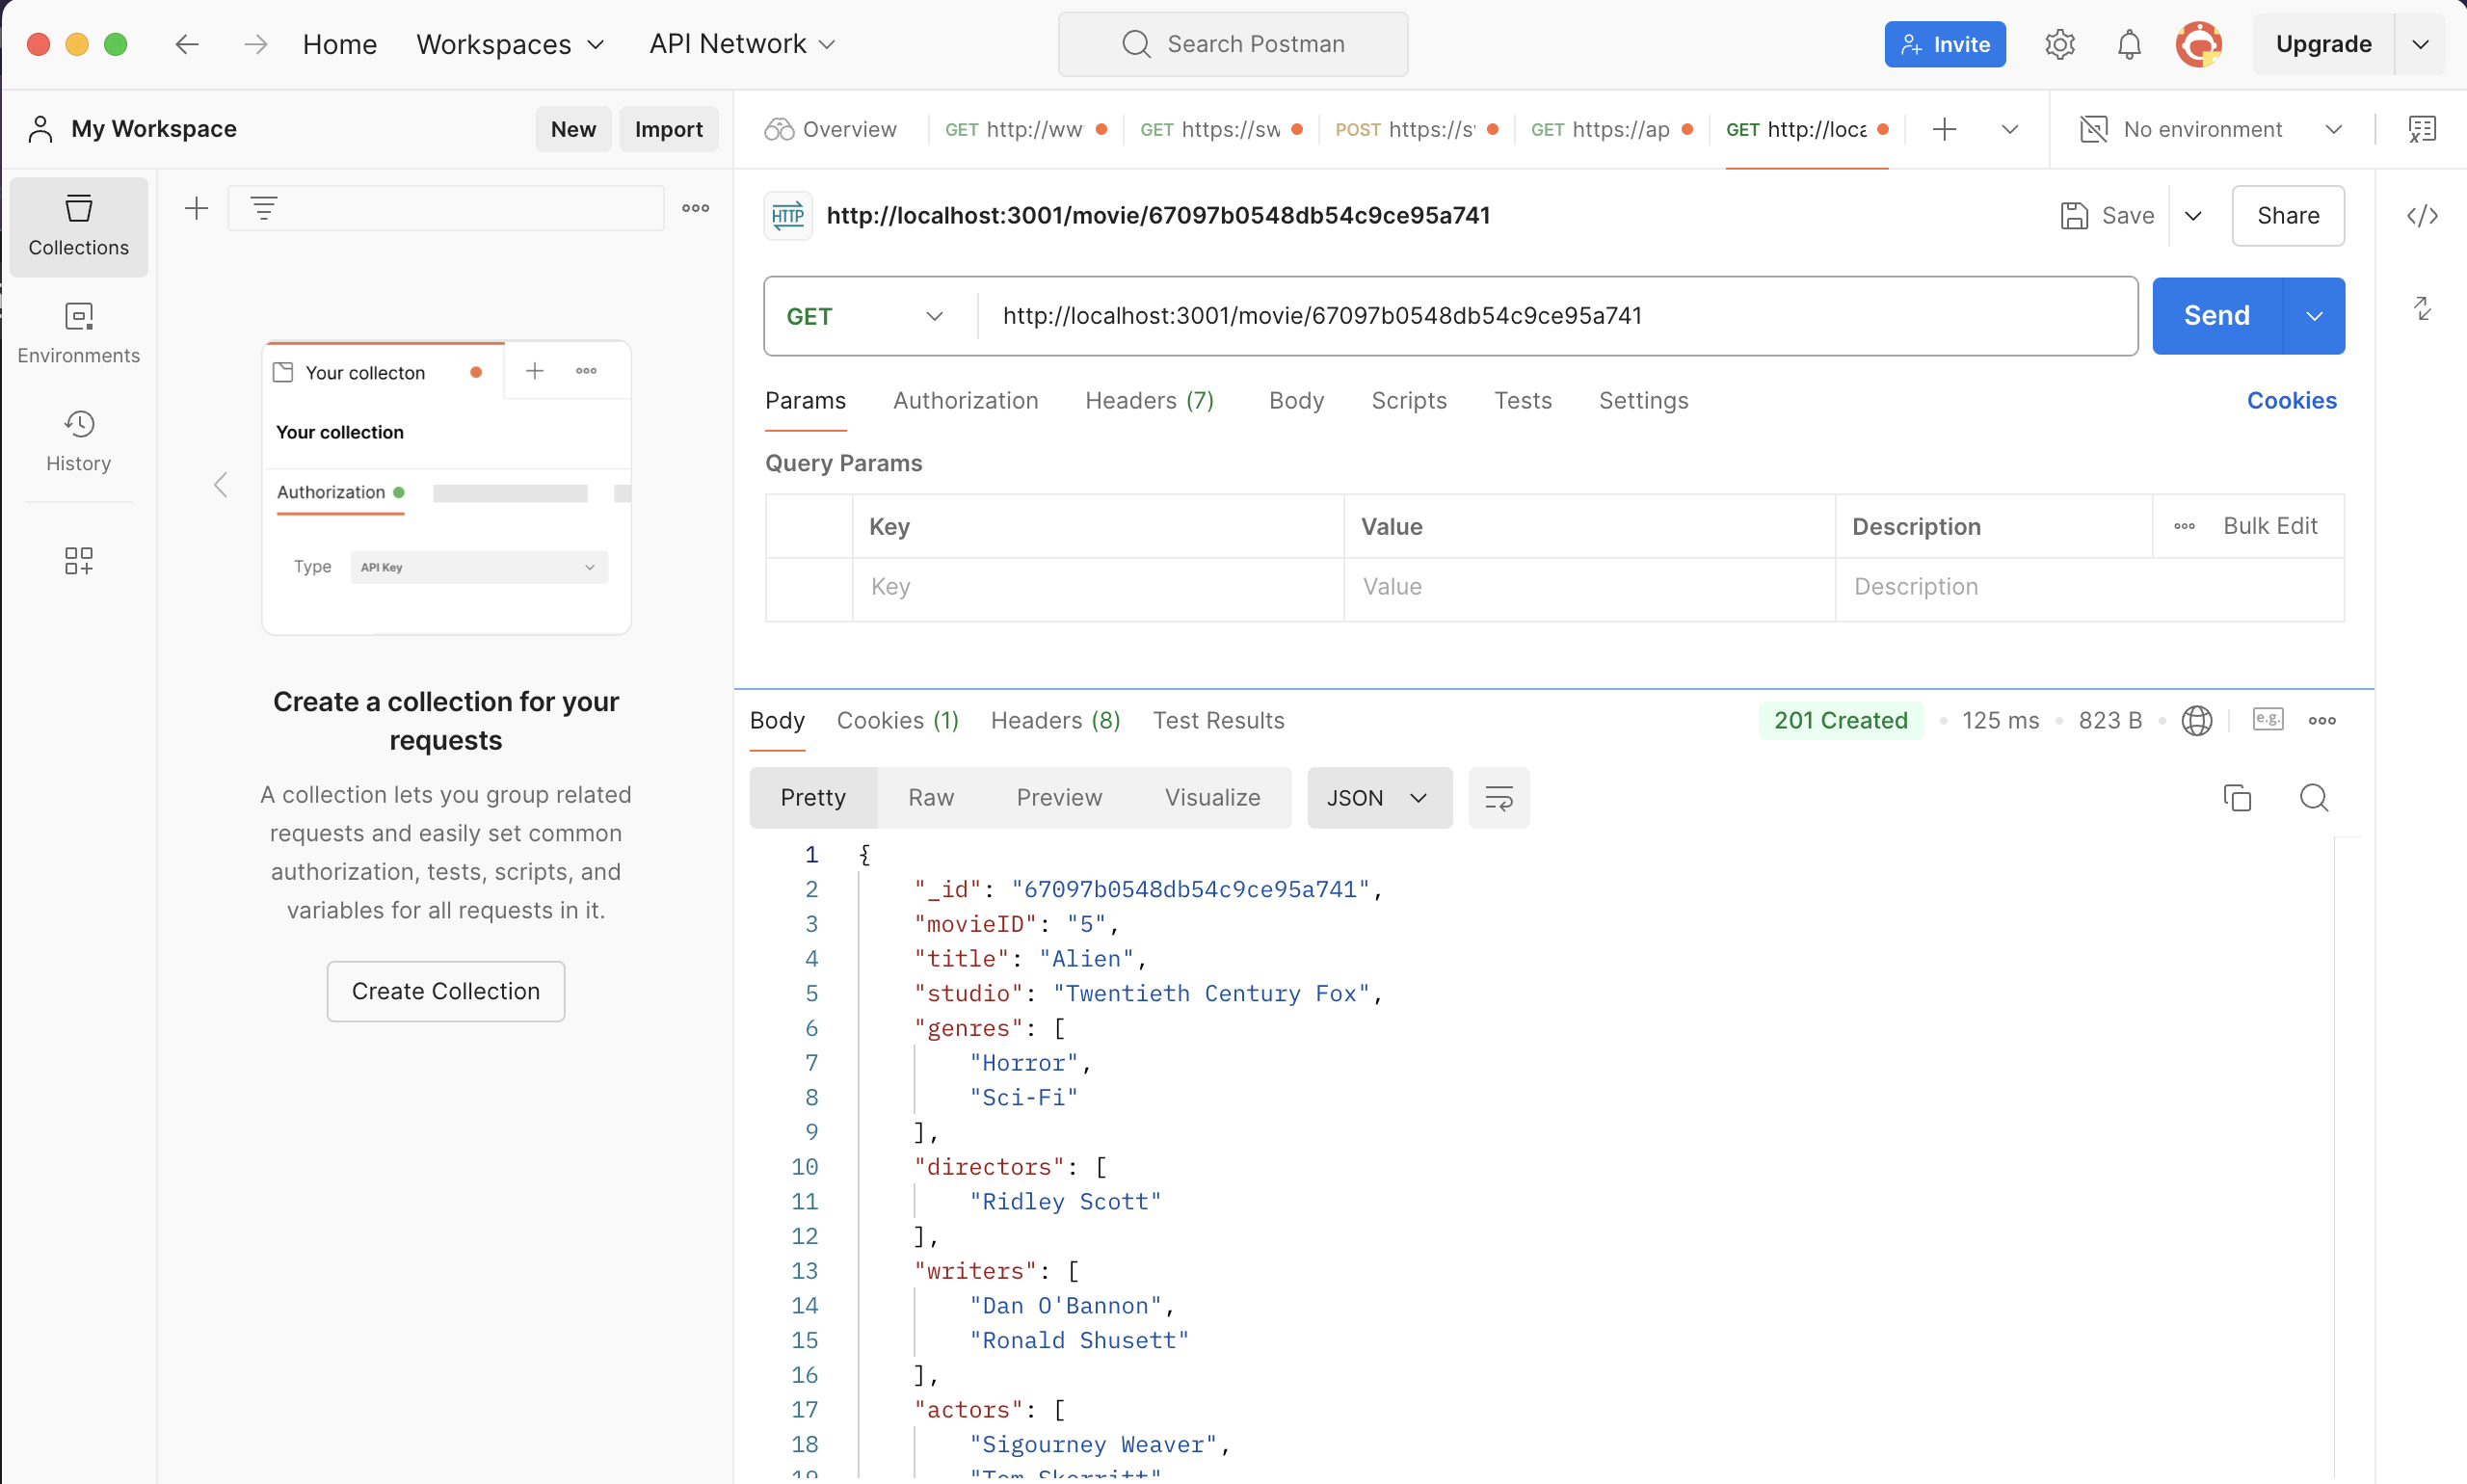 Home Workspaces API Network Search Postman Invite Upgrade
My Workspace New Import
Overview GET http://ww GET https://sw POST https://s GET https://ap GET http://loca No environment
Collections
Environments
History
Your collecton
Your collection
Authorization
Type API Key
Create a collection for your
requests
A collection lets you group related
requests and easily set common
authorization, tests, scripts, and
variables for all requests in it.
Create Collection
HTTP http://localhost:3001/movie/67097b0548db54c9ce95a741 Save Share
GET http://localhost:3001/movie/67097b0548db54c9ce95a741 Send
Params Authorization Headers (7) Body Scripts Tests Settings Cookies
Query Params
Key Value Description Bulk Edit
Key Value Description
Body Cookies (1) Headers (8) Test Results 201 Created 125 ms 823 B e.g.
Pretty Raw Preview Visualize JSON
1 {
2 "_id": "67097b0548db54c9ce95a741",
3 "movieID": "5",
4 "title": "Alien",
5 "studio": "Twentieth Century Fox",
6 "genres": [
7 "Horror",
8 "Sci-Fi"
9 ],
10 "directors": [
11 "Ridley Scott"
12 ],
13 "writers": [
14 "Dan O'Bannon",
15 "Ronald Shusett"
16 ],
17 "actors": [
18 "Sigourney Weaver",
19 "Tom Skerritt"